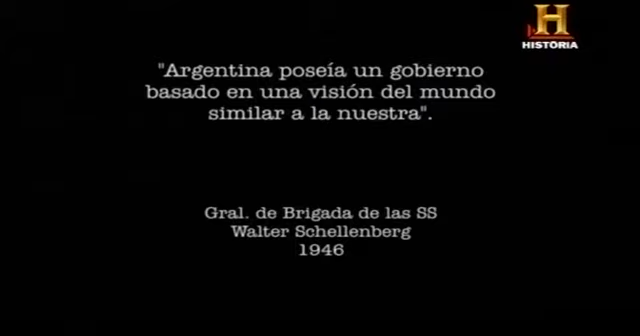 H
HISTORIA
"Argentina poseía un gobierno
basado en una visión del mundo
similar a la nuestra".
Gral. de Brigada de las SS
Walter Schellenberg
1946